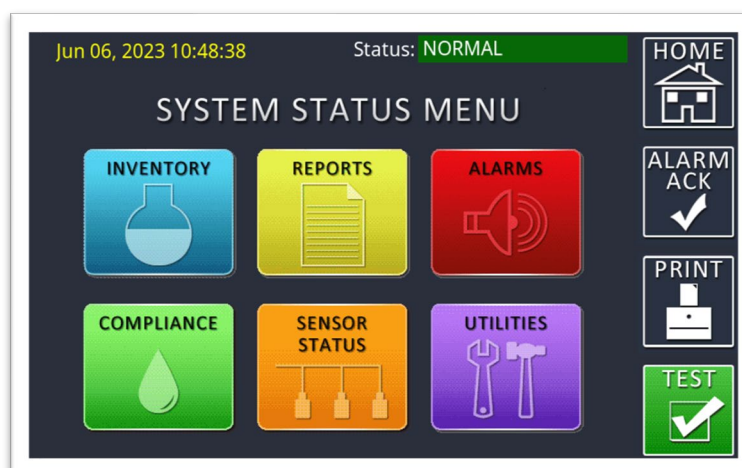 Jun 06, 2023 10:48:38
Status: NORMAL
SYSTEM STATUS MENU
INVENTORY
REPORTS
ALARMS
COMPLIANCE
SENSOR
STATUS
UTILITIES
HOME
ALARM
ACK
PRINT
TEST